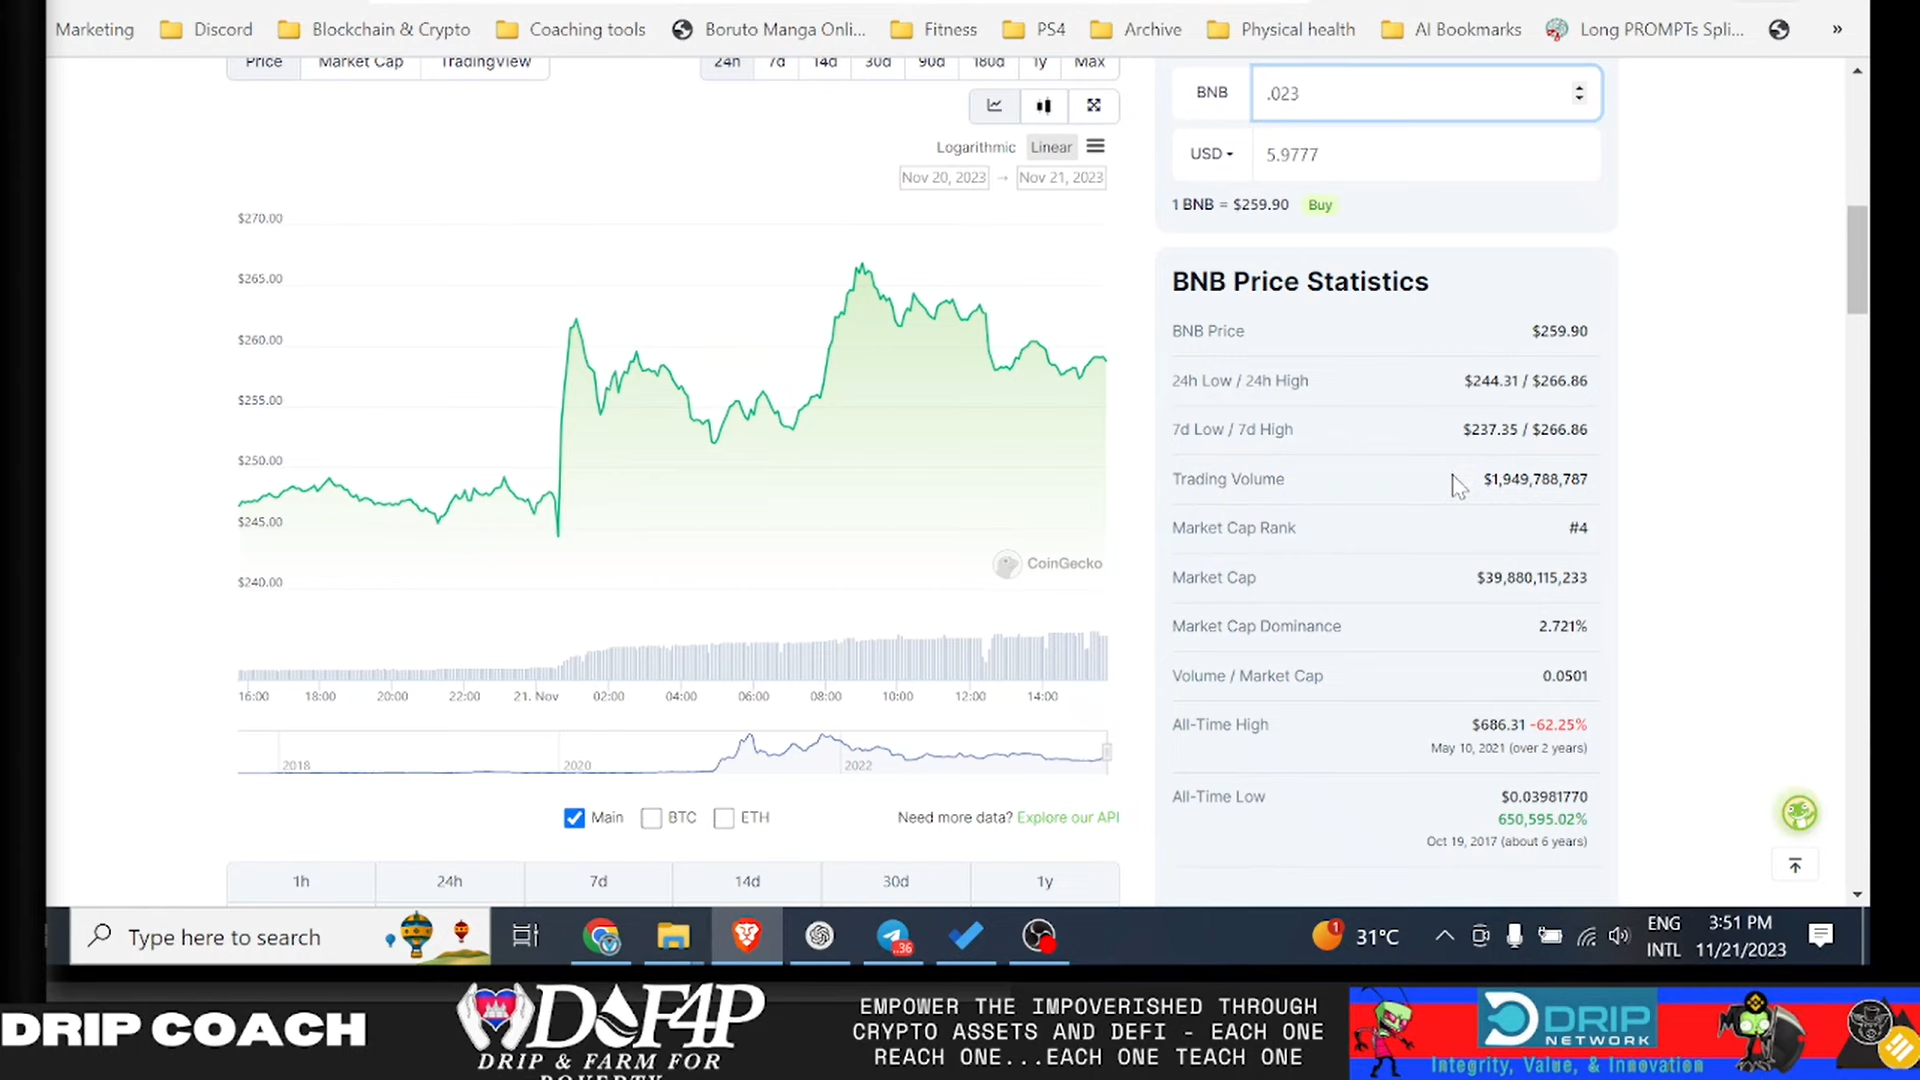 Marketing Discord Blockchain & Crypto Coaching tools Boruto Manga Onli... Fitness PS4 Archive Physical health AI Bookmarks Long PROMPTs Spli... »
Price Market Cap TradingView 24h 7d 14d 30d 90d 180d 1y Max
BNB .023
Logarithmic Linear
USD 5.9777
Nov 20, 2023 → Nov 21, 2023
1 BNB = $259.90 Buy
$270.00
$265.00
$260.00
$255.00
$250.00
$245.00
$240.00
CoinGecko
16:00 18:00 20:00 22:00 21. Nov 02:00 04:00 06:00 08:00 10:00 12:00 14:00
2018 2020 2022
Main BTC ETH Need more data? Explore our API
1h 24h 7d 14d 30d 1y
BNB Price Statistics
BNB Price $259.90
24h Low / 24h High $244.31 / $266.86
7d Low / 7d High $237.35 / $266.86
Trading Volume $1,949,788,787
Market Cap Rank #4
Market Cap $39,880,115,233
Market Cap Dominance 2.721%
Volume / Market Cap 0.0501
All-Time High $686.31 -62.25%
May 10, 2021 (over 2 years)
All-Time Low $0.03981770
650,595.02%
Oct 19, 2017 (about 6 years)
Type here to search
..36
1
31°C
ENG
INTL
3:51 PM
11/21/2023
DRIP COACH
DOF4P
DRIP & FARM FOR
POVERTY
EMPOWER THE IMPOVERISHED THROUGH
CRYPTO ASSETS AND DEFI - EACH ONE
REACH ONE...EACH ONE TEACH ONE
DRIP
NETWORK
Integrity, Value, & Innovation